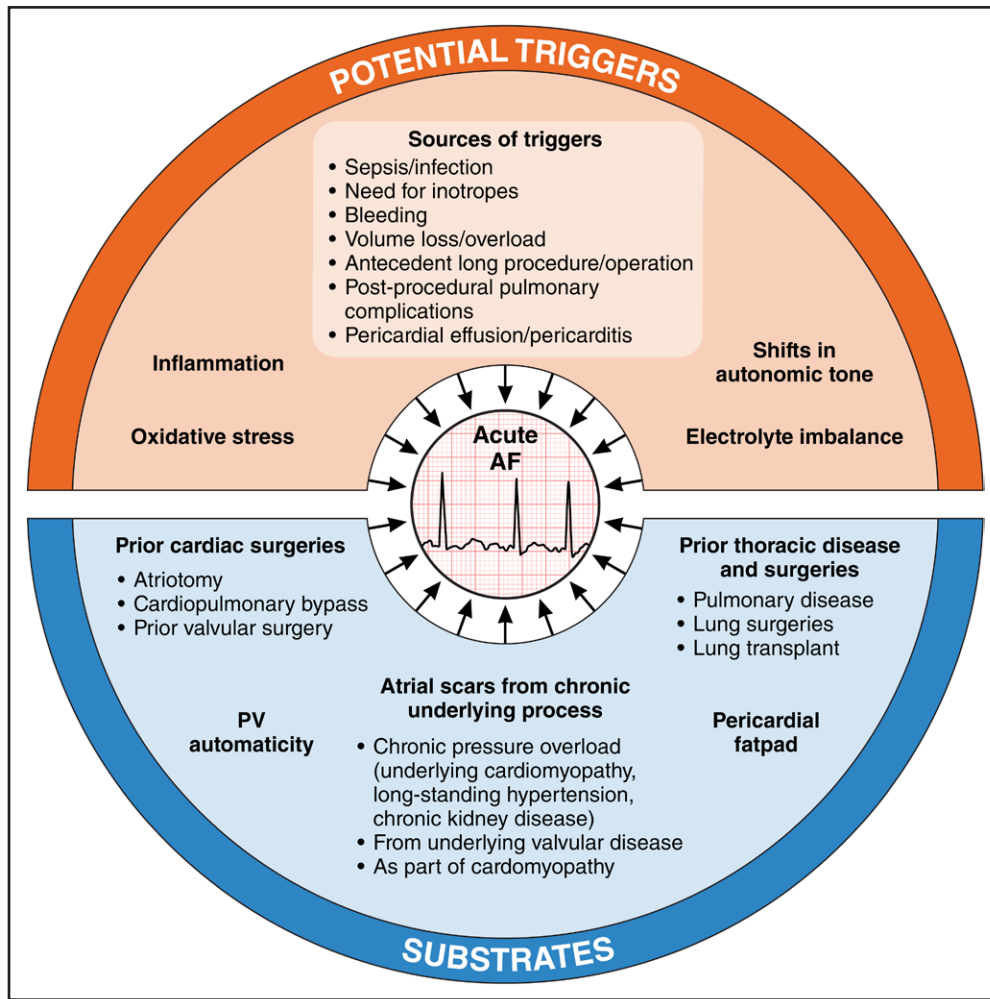 POTENTIAL TRIGGERS
Sources of triggers
• Sepsis/infection
• Need for inotropes
• Bleeding
• Volume loss/overload
• Antecedent long procedure/operation
• Post-procedural pulmonary
complications
• Pericardial effusion/pericarditis
Inflammation
Oxidative stress
Shifts in
autonomic tone
Electrolyte imbalance
Acute
AF
Prior cardiac surgeries
• Atriotomy
• Cardiopulmonary bypass
• Prior valvular surgery
PV
automaticity
Atrial scars from chronic
underlying process
• Chronic pressure overload
(underlying cardiomyopathy,
long-standing hypertension,
chronic kidney disease)
• From underlying valvular disease
• As part of cardomyopathy
Prior thoracic disease
and surgeries
• Pulmonary disease
• Lung surgeries
• Lung transplant
Pericardial
fatpad
SUBSTRATES